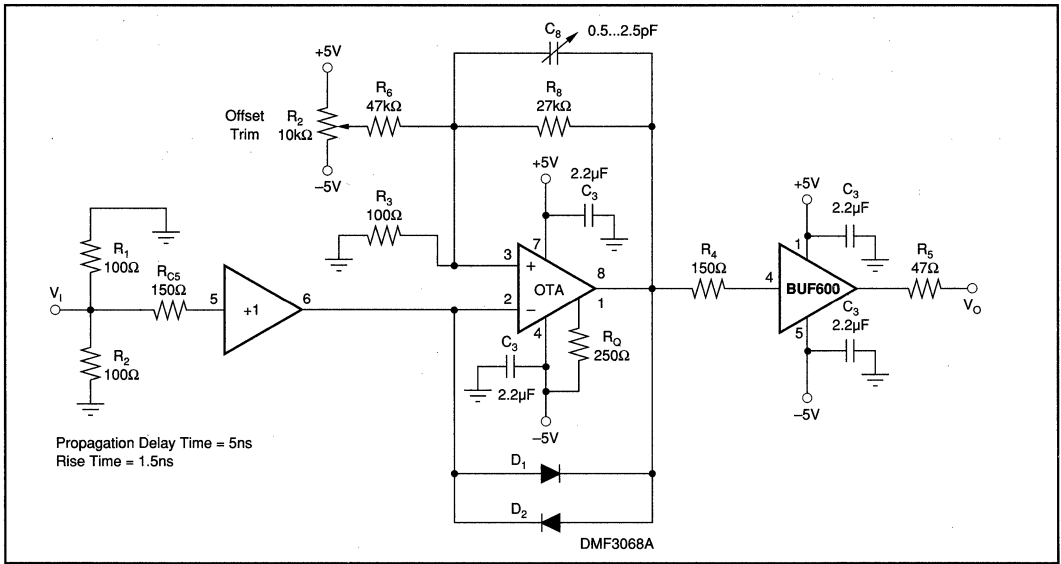 C8
0.5...2.5pF
+5V
Offset
Trim
R2
10kΩ
–5V
R6
47kΩ
R8
27kΩ
R3
100Ω
+5V
2.2µF
C3
7
3
+
OTA
8
2
–
1
4
C3
2.2µF
RQ
250Ω
–5V
R1
100Ω
RC5
150Ω
VI
5
+1
6
R2
100Ω
R4
150Ω
+5V
C3
2.2µF
1
4
BUF600
5
R5
47Ω
VO
C3
2.2µF
–5V
Propagation Delay Time = 5ns
Rise Time = 1.5ns
D1
D2
DMF3068A